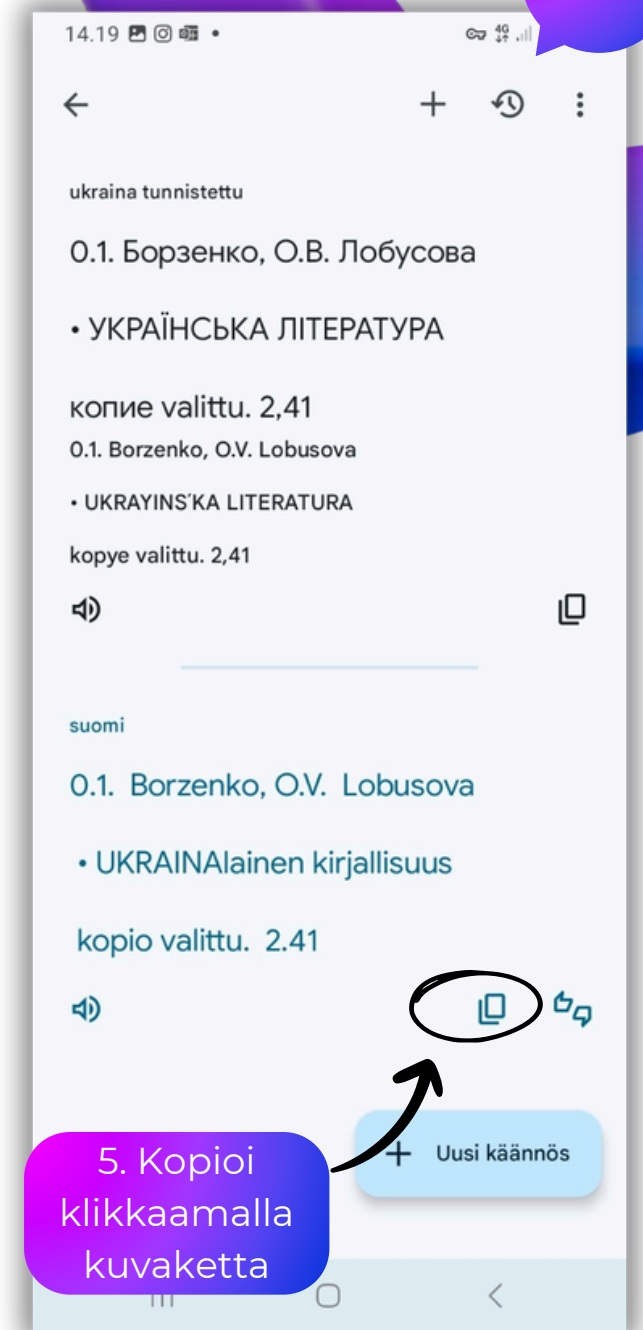 14.19
4G
ukraina tunnistettu
0.1. Борзенко, О.В. Лобусова
• УКРАЇНСЬКА ЛІТЕРАТУРА
копие valittu. 2,41
0.1. Borzenko, O.V. Lobusova
• UKRAYINSʹKA LITERATURA
kopye valittu. 2,41
suomi
0.1. Borzenko, O.V. Lobusova
• UKRAINAlainen kirjallisuus
kopio valittu. 2.41
+ Uusi käännös
5. Kopioi
klikkaamalla
kuvaketta